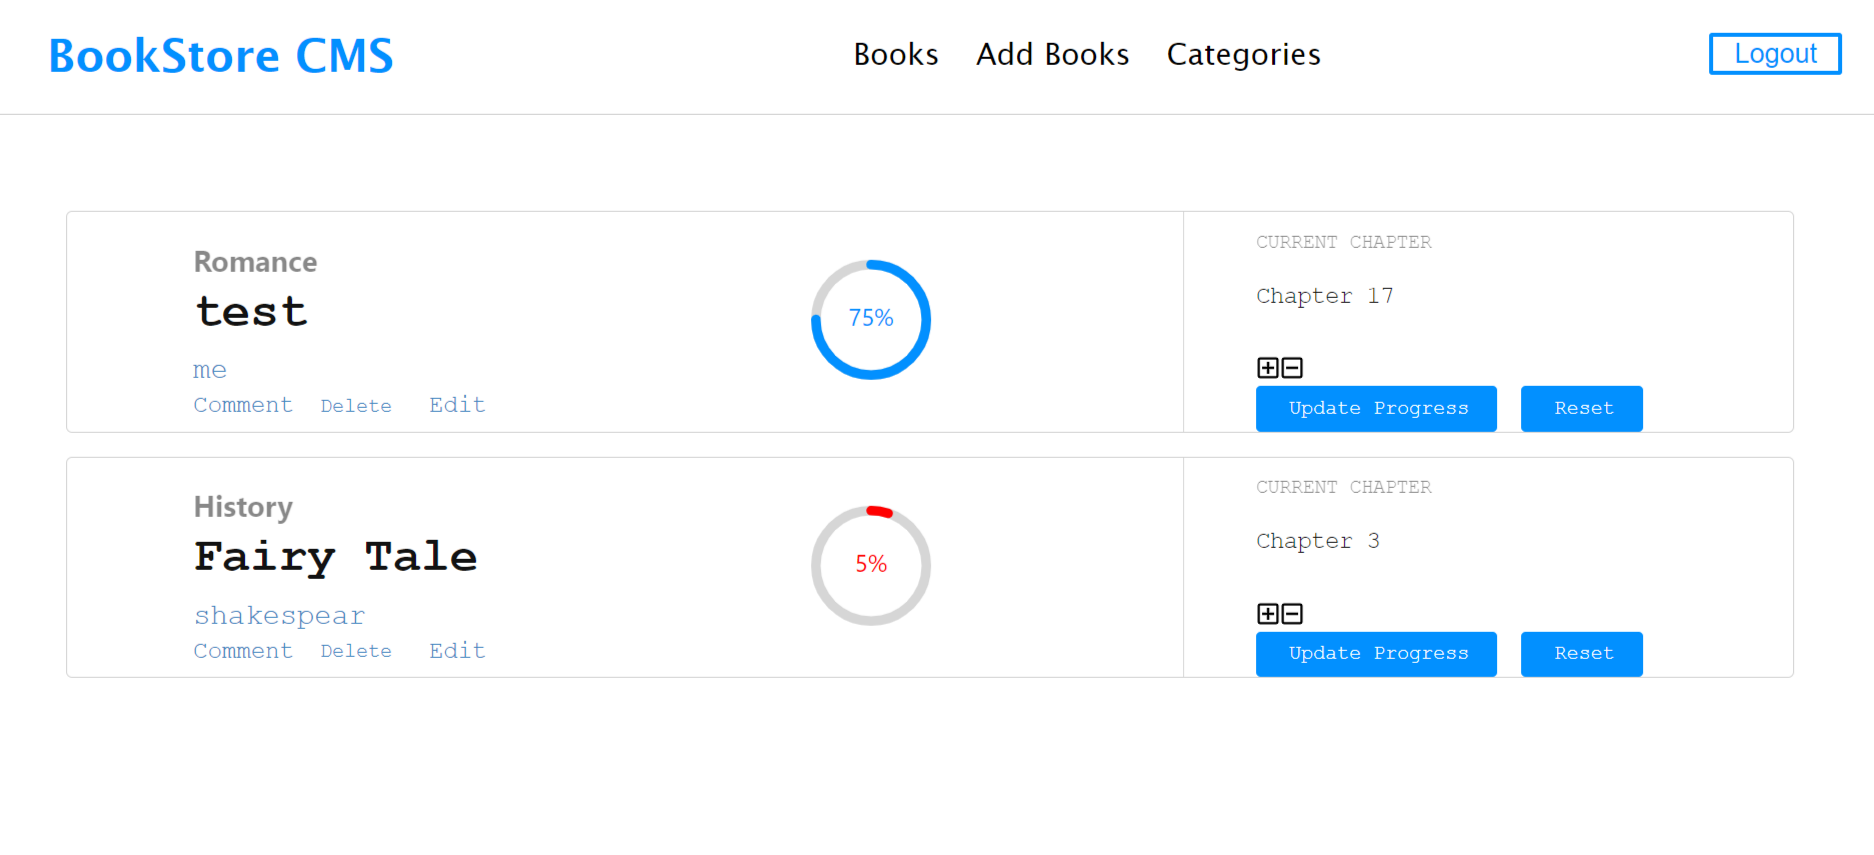 BookStore CMS
Books Add Books Categories
Logout
Romance
test
me
Comment Delete Edit
75%
CURRENT CHAPTER
Chapter 17
Update Progress Reset
History
Fairy Tale
shakespear
Comment Delete Edit
5%
CURRENT CHAPTER
Chapter 3
Update Progress Reset